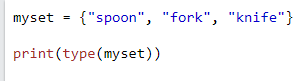 myset = {"spoon", "fork", "knife"}
print(type(myset))